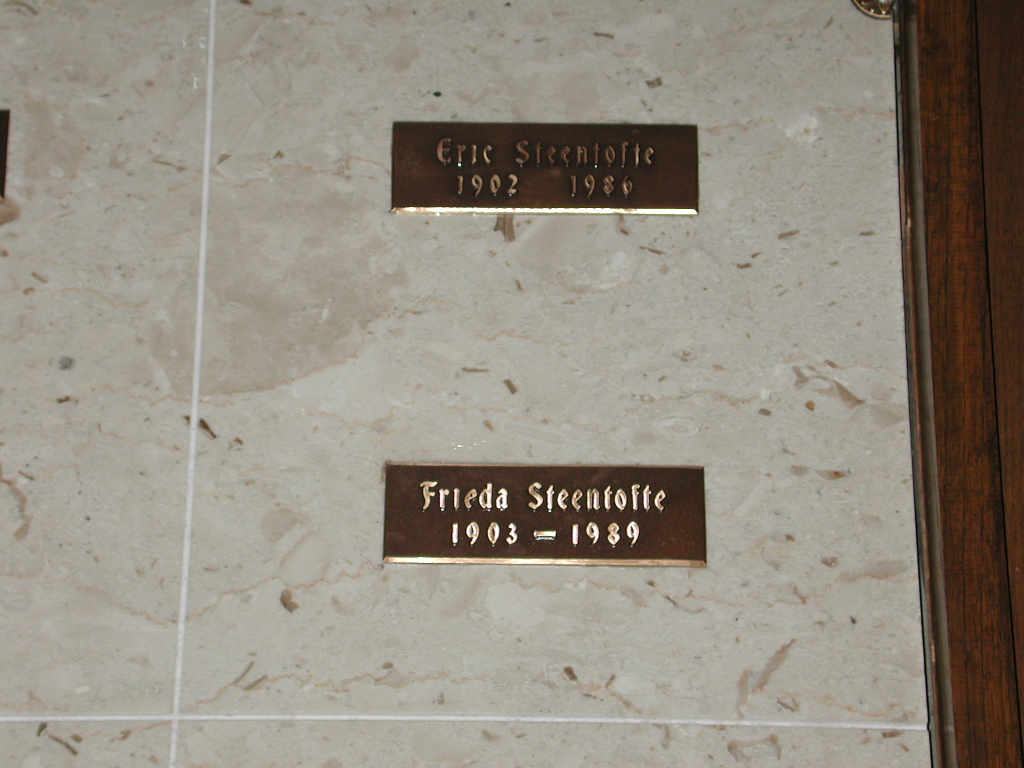 Eric Steentofte
1902 1986
Frieda Steentofte
1903 – 1989